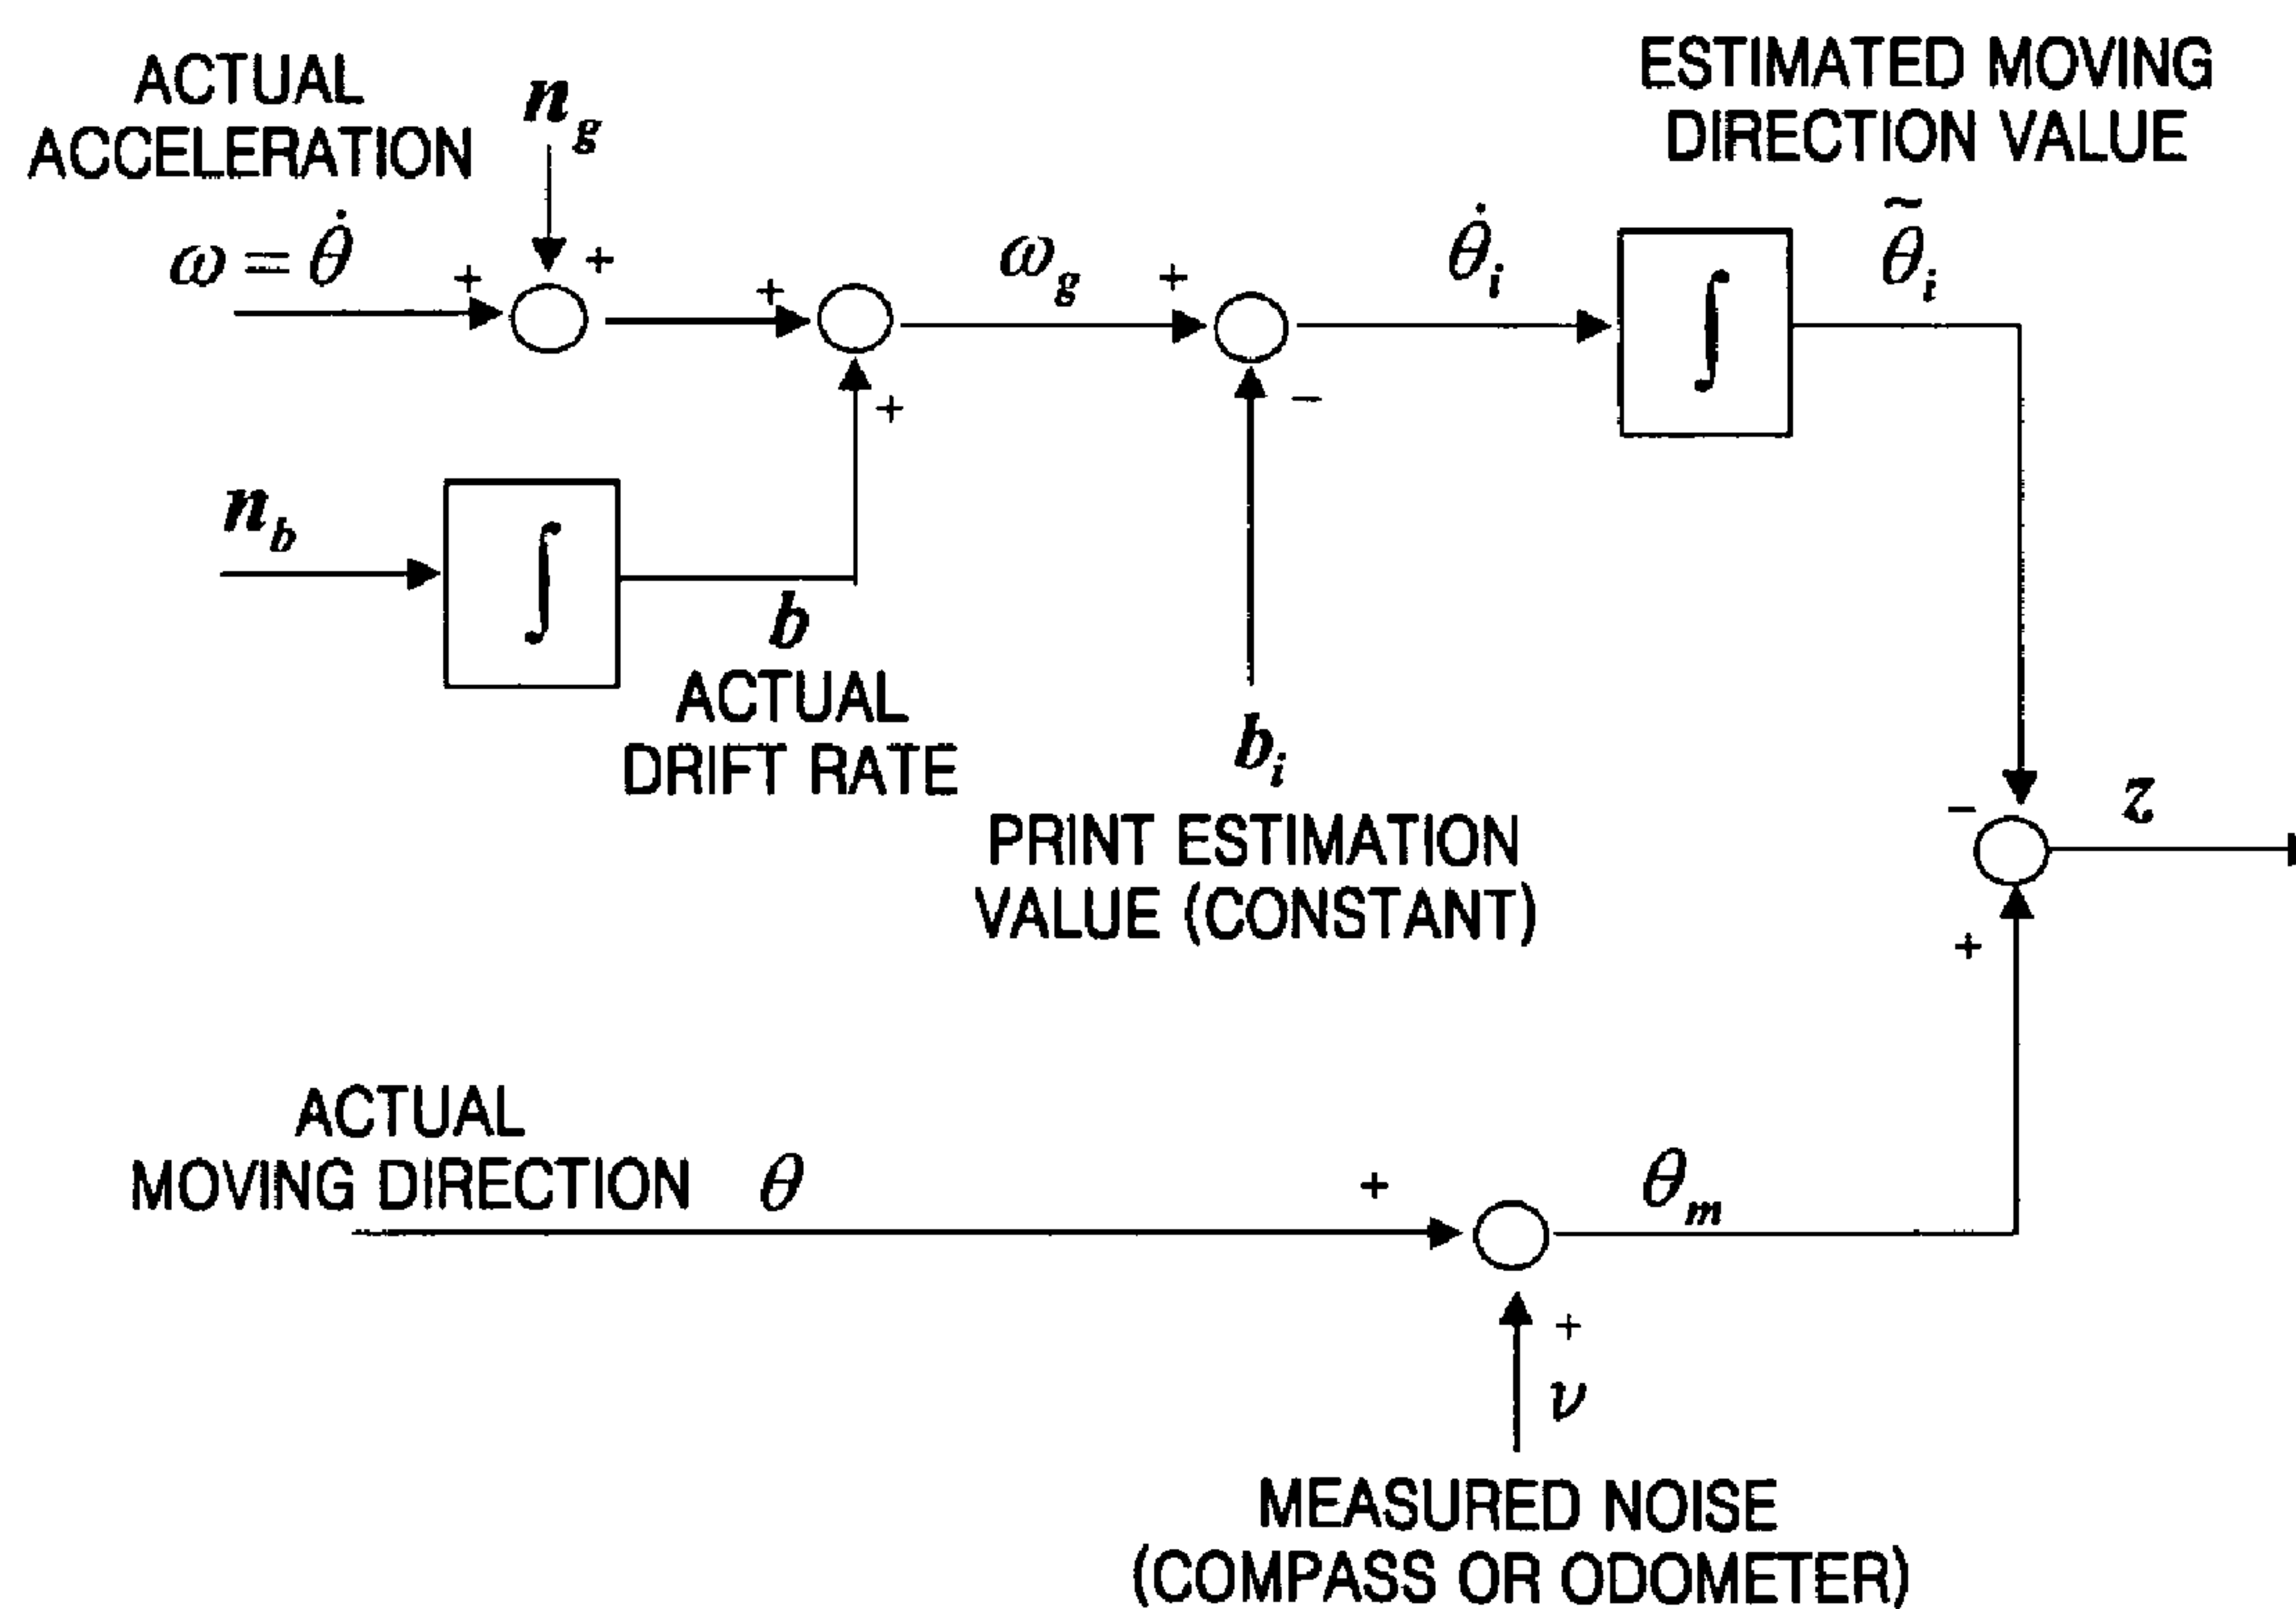 ACTUAL
ACCELERATION
ω = θ̇
n_g
+
+
+
+
ω_g
+
−
θ̇_i
∫
ESTIMATED MOVING
DIRECTION VALUE
θ̃_i
n_b
∫
b
ACTUAL
DRIFT RATE
b_i
PRINT ESTIMATION
VALUE (CONSTANT)
−
z
+
ACTUAL
MOVING DIRECTION θ
+
θ_m
+
ν
MEASURED NOISE
(COMPASS OR ODOMETER)